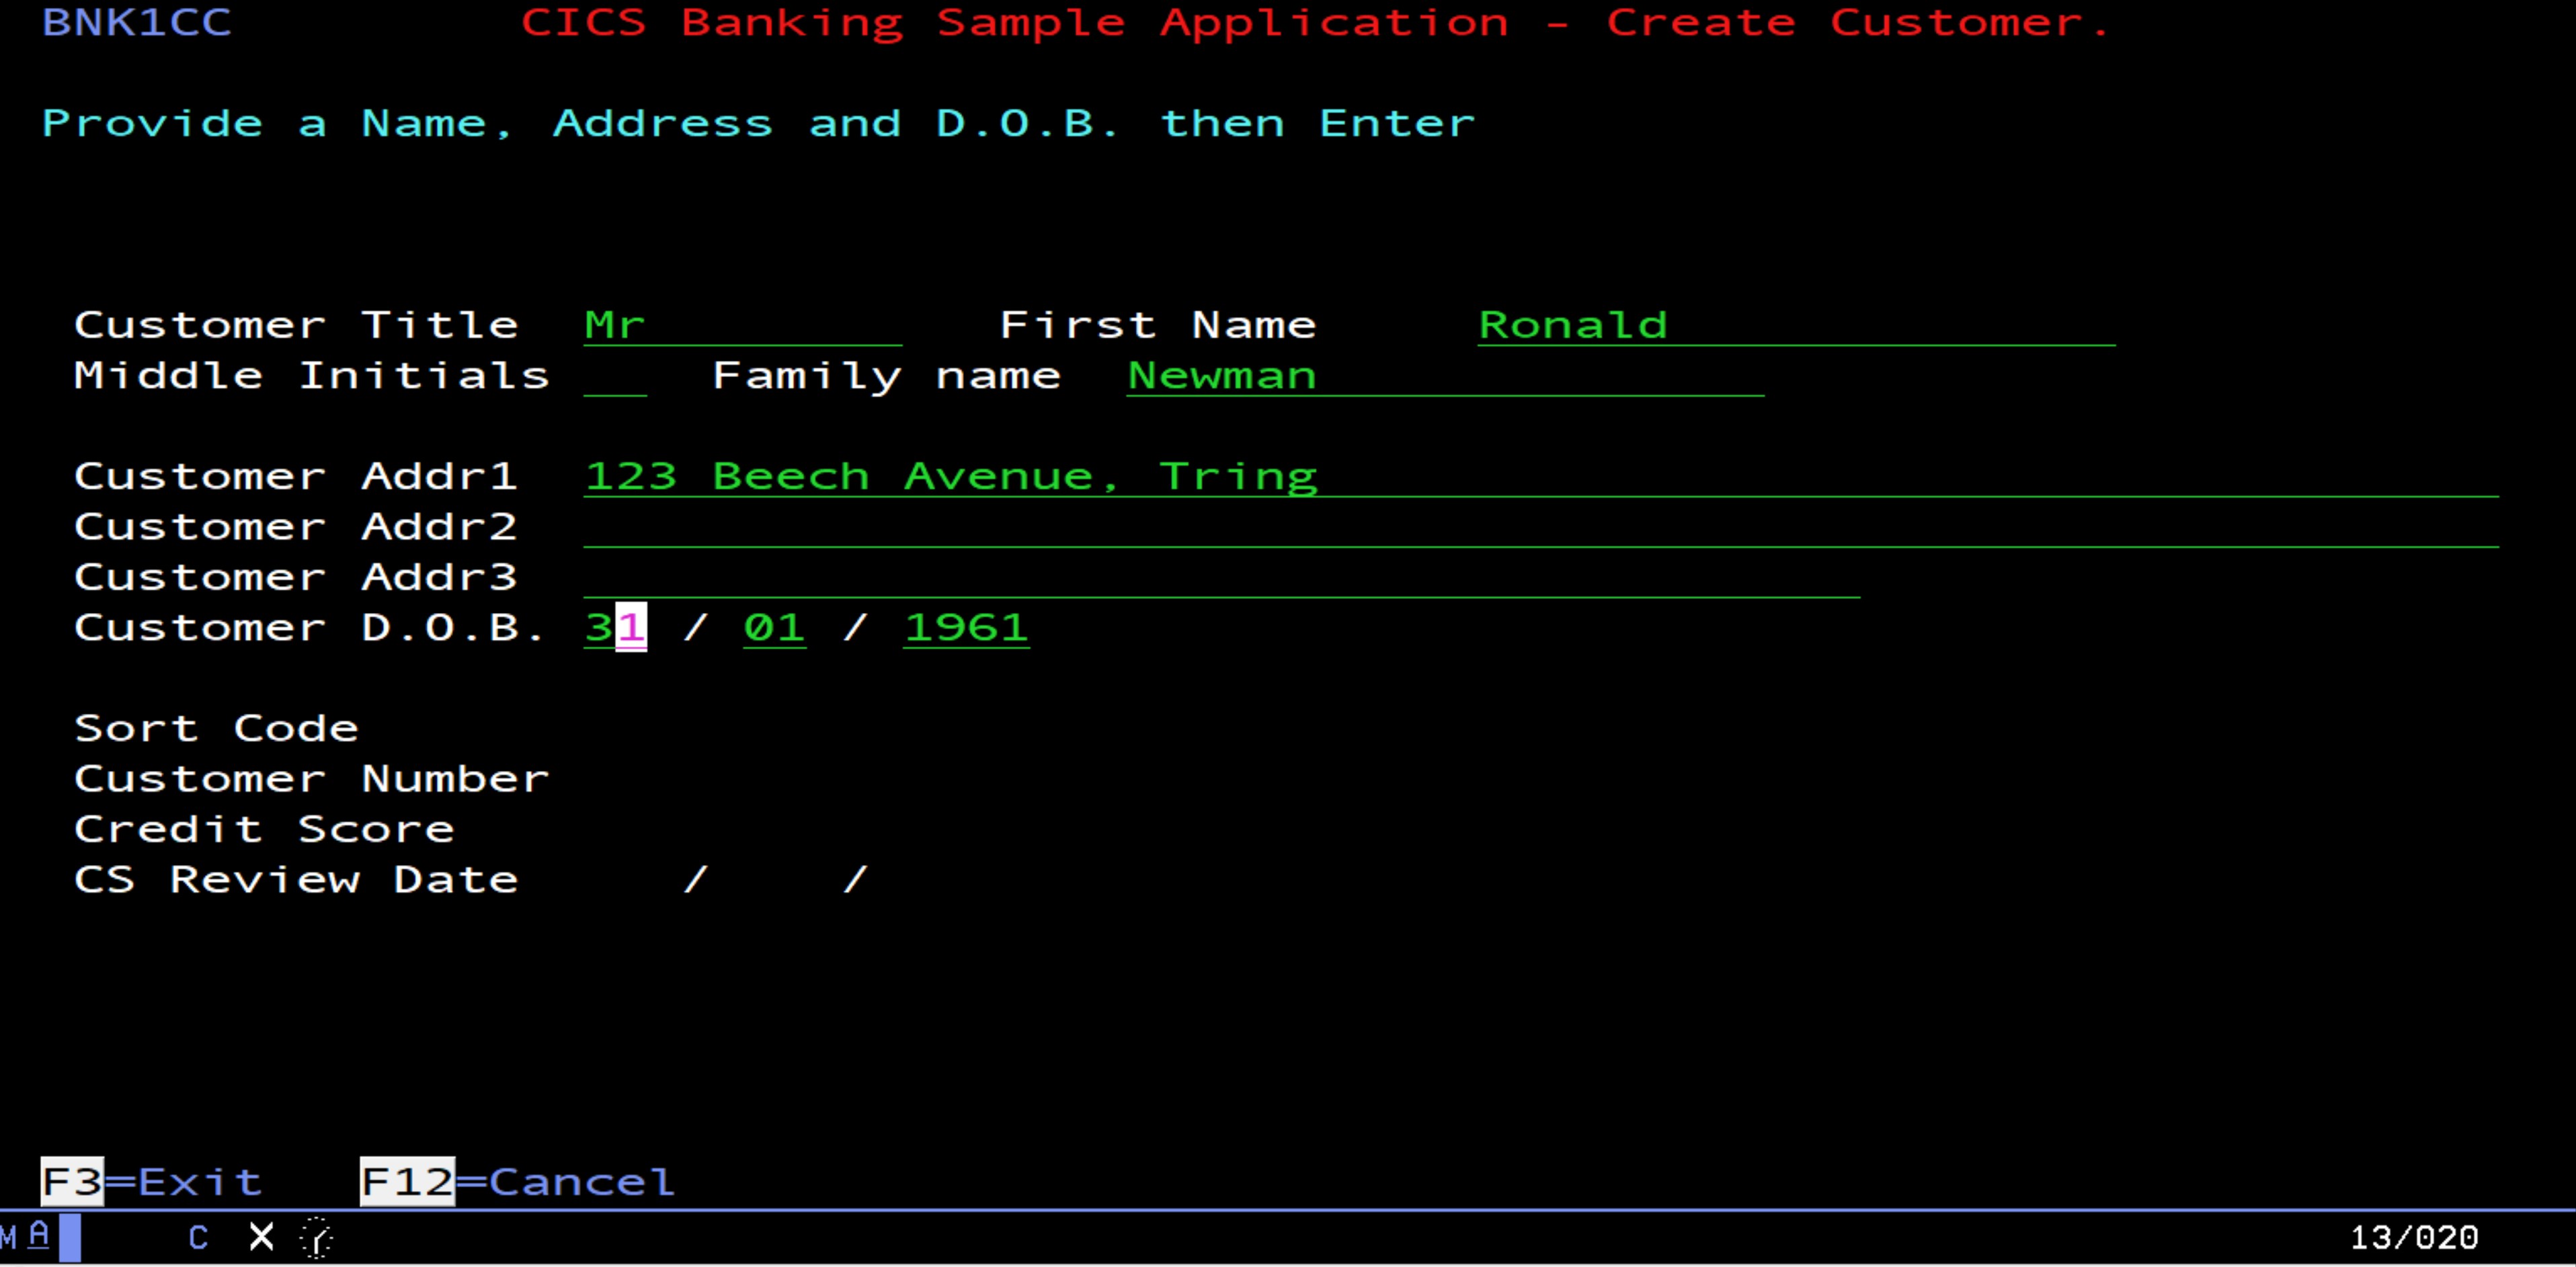 BNK1CC CICS Banking Sample Application - Create Customer.
Provide a Name, Address and D.O.B. then Enter
Customer Title Mr First Name Ronald
Middle Initials Family name Newman
Customer Addr1 123 Beech Avenue, Tring
Customer Addr2
Customer Addr3
Customer D.O.B. 31 / 01 / 1961
Sort Code
Customer Number
Credit Score
CS Review Date / /
F3=Exit F12=Cancel
MA C X 13/020